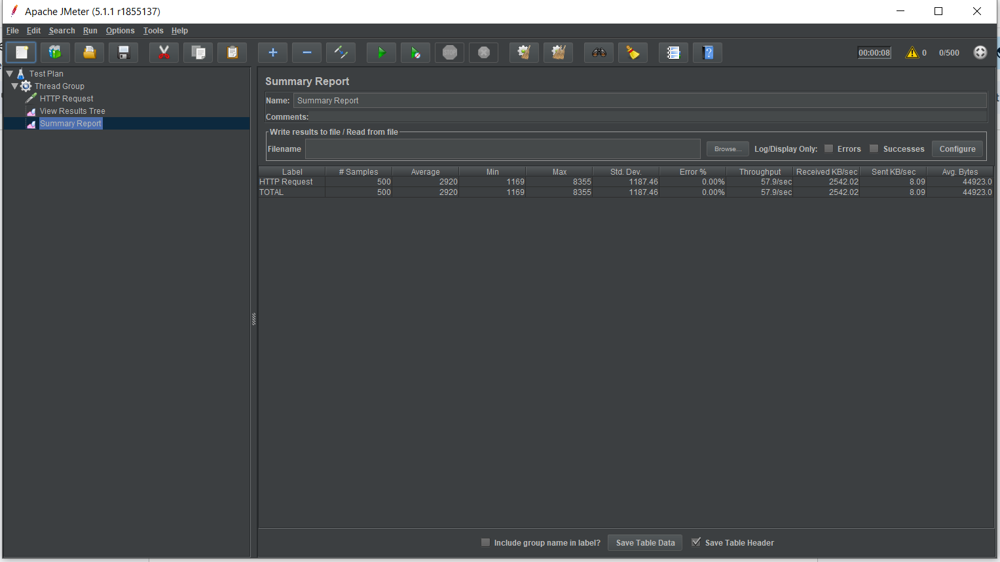 Apache JMeter (5.1.1 r1855137)
File Edit Search Run Options Tools Help
STOP
00:00:08 0 0/500
Test Plan
Thread Group
HTTP Request
View Results Tree
Summary Report
Summary Report
Name: Summary Report
Comments:
Write results to file / Read from file
Filename Browse... Log/Display Only: Errors Successes Configure
Label # Samples Average Min Max Std. Dev. Error % Throughput Received KB/sec Sent KB/sec Avg. Bytes
HTTP Request 500 2920 1169 8355 1187.46 0.00% 57.9/sec 2542.02 8.09 44923.0
TOTAL 500 2920 1169 8355 1187.46 0.00% 57.9/sec 2542.02 8.09 44923.0
Include group name in label? Save Table Data Save Table Header